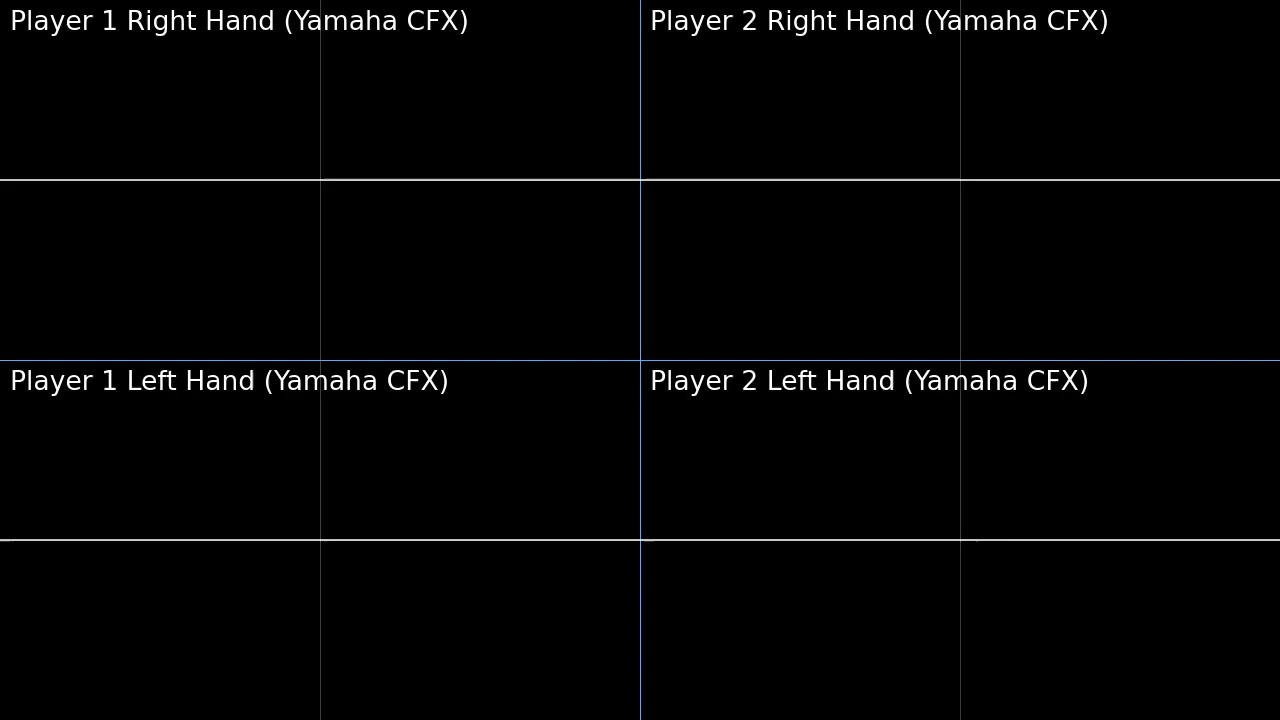 Player 1 Right Hand (Yamaha CFX)
Player 2 Right Hand (Yamaha CFX)
Player 1 Left Hand (Yamaha CFX)
Player 2 Left Hand (Yamaha CFX)